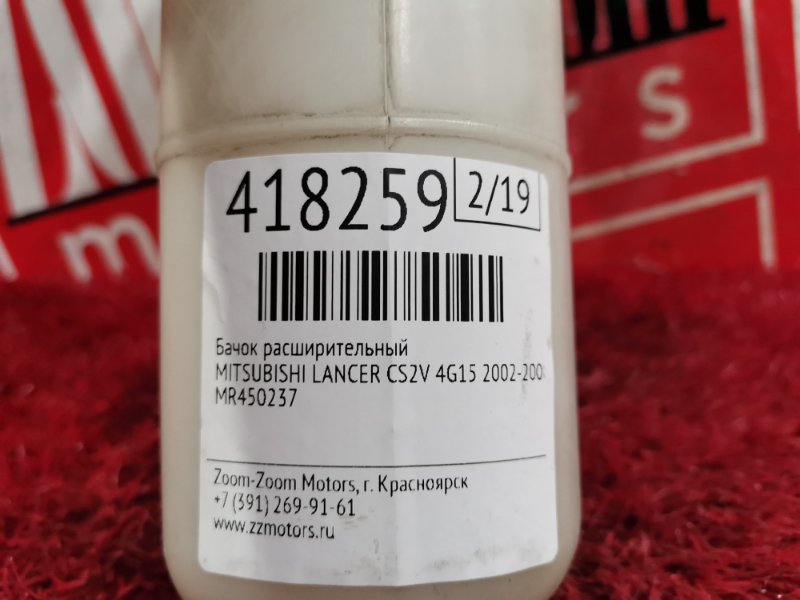 418259 2/19
Бачок расширительный
MITSUBISHI LANCER CS2V 4G15 2002-200
MR450237
Zoom-Zoom Motors, г. Красноярск
+7 (391) 269-91-61
www.zzmotors.ru